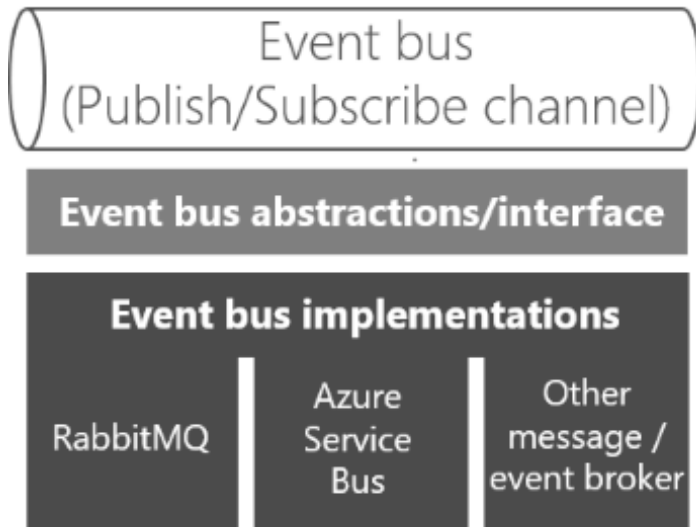 Event bus
(Publish/Subscribe channel)
Event bus abstractions/interface
Event bus implementations
RabbitMQ
Azure
Service
Bus
Other
message /
event broker